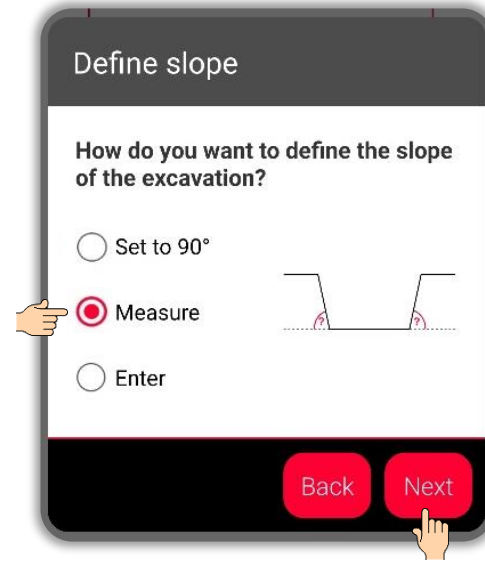 Define slope
How do you want to define the slope
of the excavation?
Set to 90°
Measure
? ?
Enter
Back Next